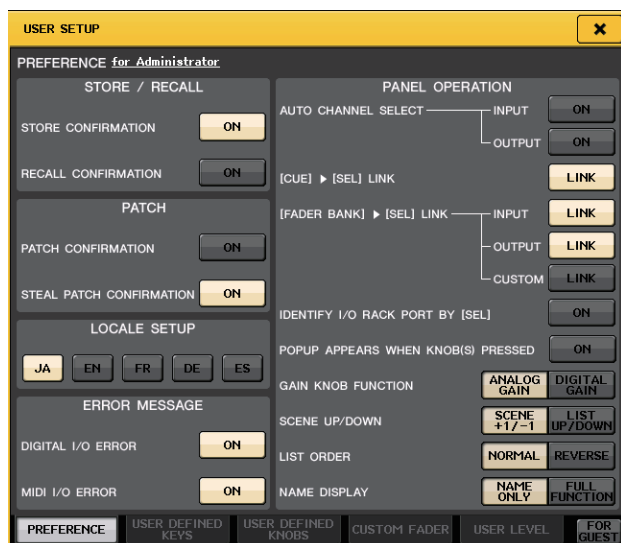 USER SETUP
PREFERENCE for Administrator
STORE / RECALL
STORE CONFIRMATION ON
RECALL CONFIRMATION ON
PATCH
PATCH CONFIRMATION ON
STEAL PATCH CONFIRMATION ON
LOCALE SETUP
JA EN FR DE ES
ERROR MESSAGE
DIGITAL I/O ERROR ON
MIDI I/O ERROR ON
PANEL OPERATION
AUTO CHANNEL SELECT INPUT ON
OUTPUT ON
[CUE] ▶ [SEL] LINK LINK
[FADER BANK] ▶ [SEL] LINK INPUT LINK
OUTPUT LINK
CUSTOM LINK
IDENTIFY I/O RACK PORT BY [SEL] ON
POPUP APPEARS WHEN KNOB(S) PRESSED ON
GAIN KNOB FUNCTION ANALOG GAIN DIGITAL GAIN
SCENE UP/DOWN SCENE +1/-1 LIST UP/DOWN
LIST ORDER NORMAL REVERSE
NAME DISPLAY NAME ONLY FULL FUNCTION
PREFERENCE USER DEFINED KEYS USER DEFINED KNOBS CUSTOM FADER USER LEVEL FOR GUEST